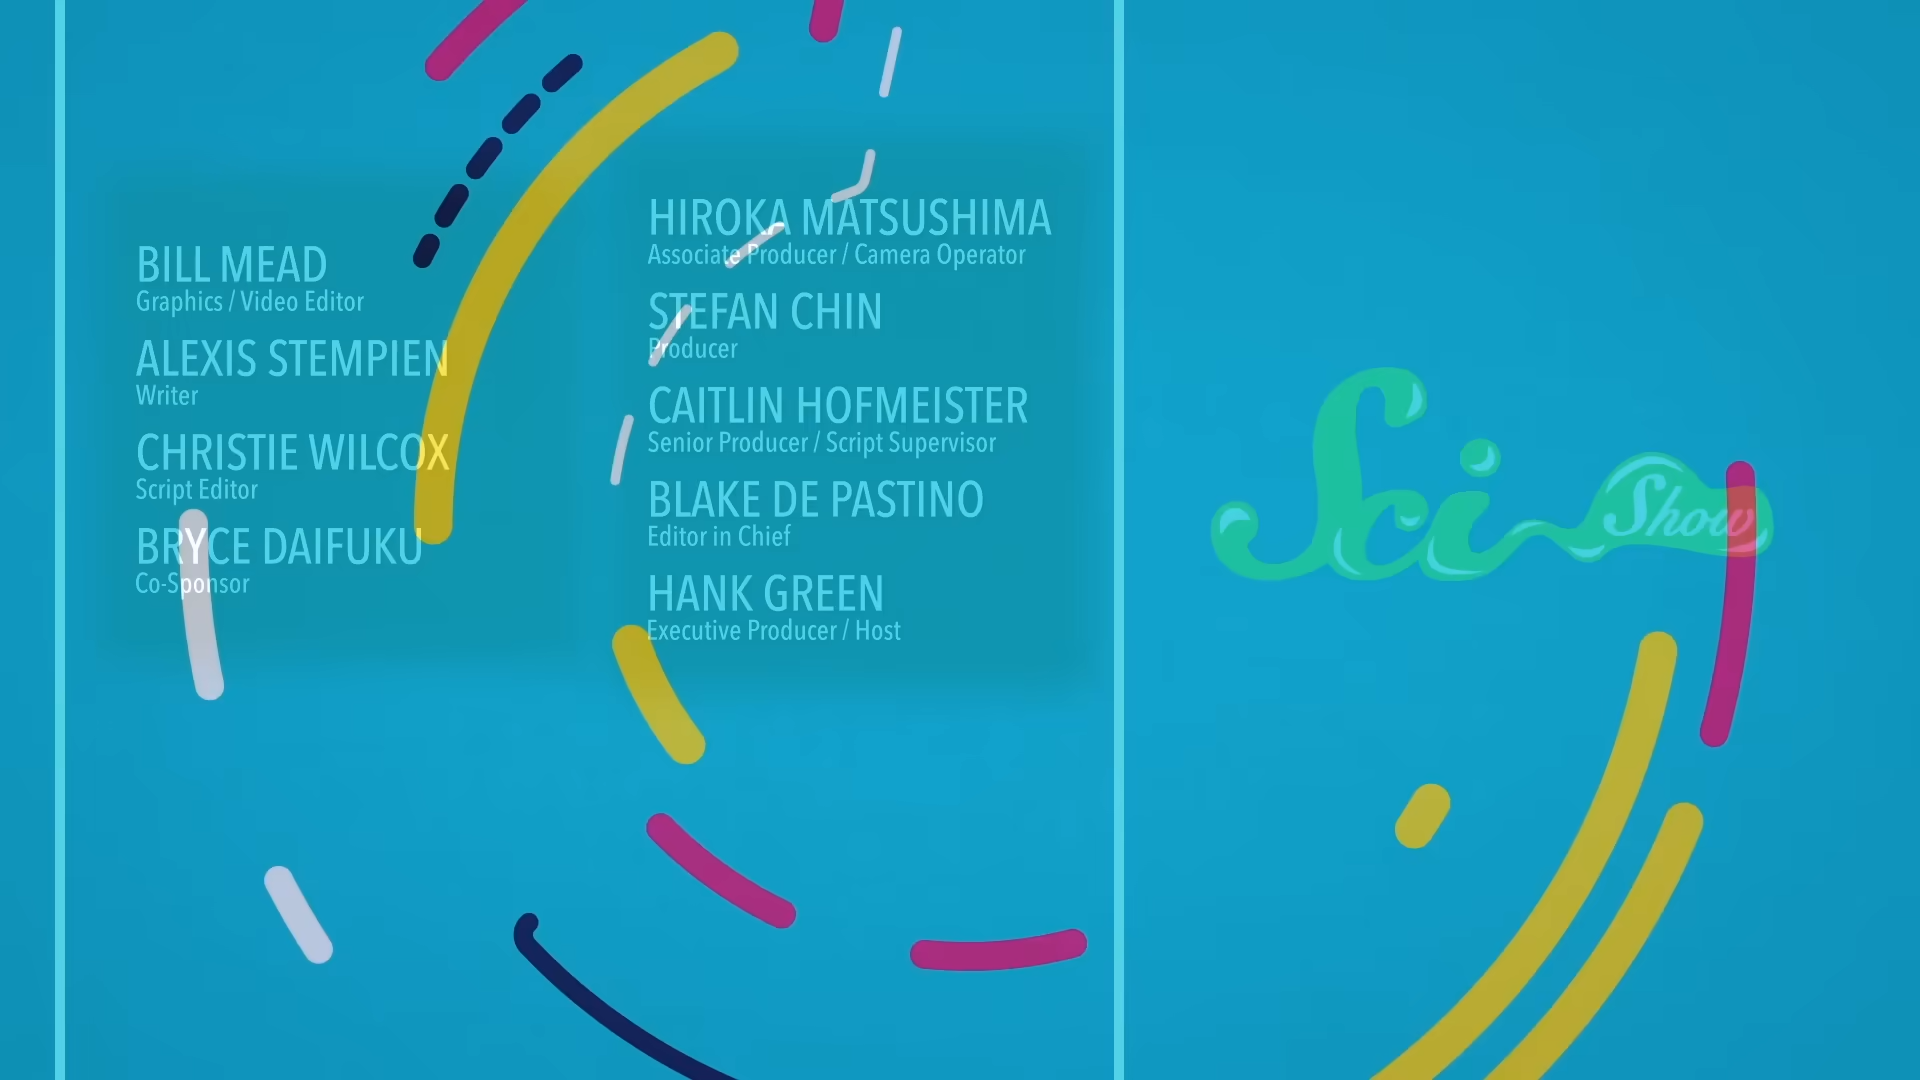 BILL MEAD
Graphics / Video Editor
ALEXIS STEMPIEN
Writer
CHRISTIE WILCOX
Script Editor
BRYCE DAIFUKU
Co-Sponsor
HIROKA MATSUSHIMA
Associate Producer / Camera Operator
STEFAN CHIN
Producer
CAITLIN HOFMEISTER
Senior Producer / Script Supervisor
BLAKE DE PASTINO
Editor in Chief
HANK GREEN
Executive Producer / Host
Sci Show